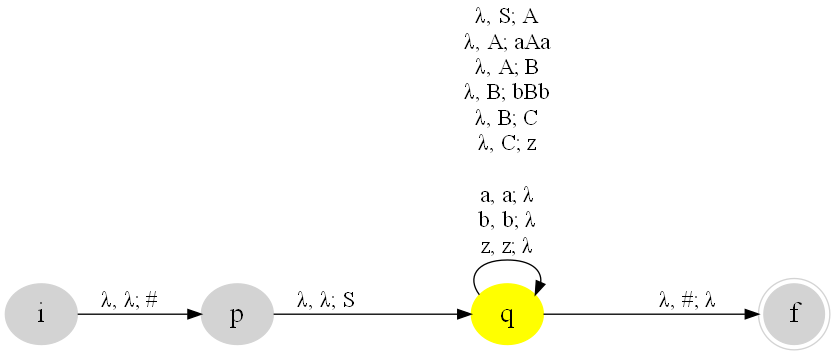 λ, S; A
λ, A; aAa
λ, A; B
λ, B; bBb
λ, B; C
λ, C; z
a, a; λ
b, b; λ
z, z; λ
i
λ, λ; #
p
λ, λ; S
q
λ, #; λ
f